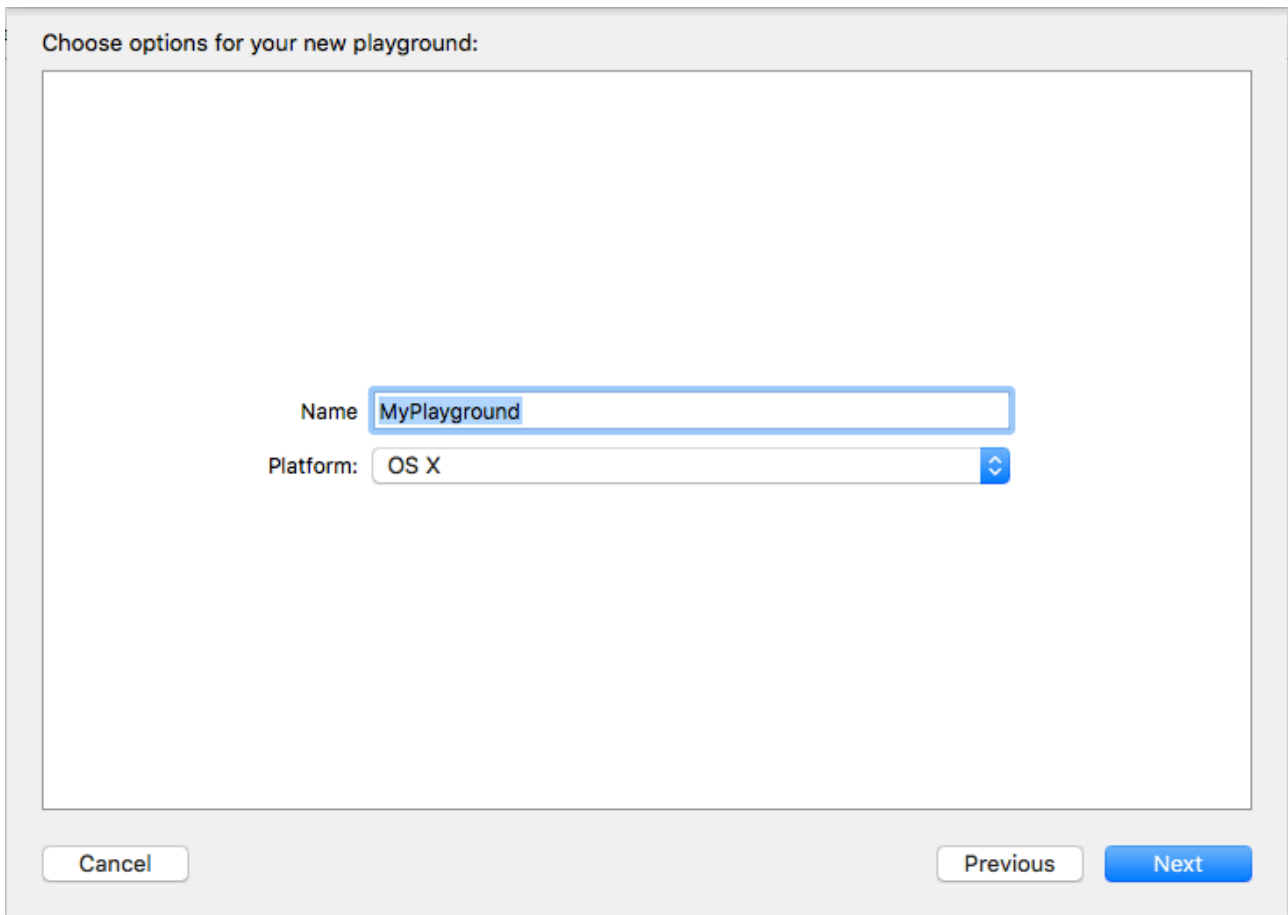 Choose options for your new playground:
Name MyPlayground
Platform: OS X
Cancel Previous Next